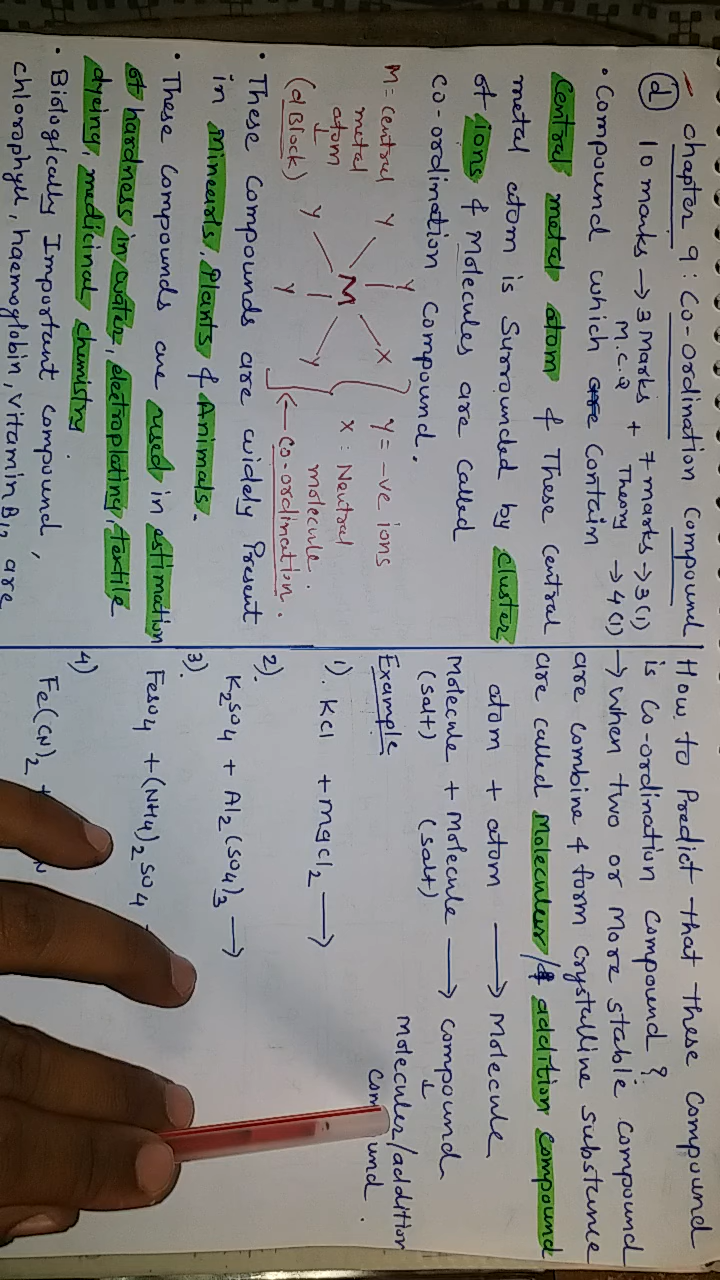 chapter 9: Co-ordination Compound
(d) 10 marks → 3 Marks + 7 marks → 3(1)
M.C.Q Theory → 4(1)
• Compound which are Contain
Central metal atom & These Central
metal atom is Surrounded by Cluster
of ions & Molecules are called
Co-ordination Compound.
M = Central metal atom
↓
(d Block)
Y Y Y Y Y M X
Y = -ve ions
X : Neutral molecule.
← Co-ordination.
• These Compounds are widely Present
in minerals, Plants & Animals.
• These Compounds are used in estimation
of hardness in water, electroplating, textile
dyeing, medicinal chemistry
• Biologically Important Compound,
chlorophyll, haemoglobin, vitamin B12 are
How to Predict that these Compound
is Co-ordination Compound?
→ when two or More stable Compound
are combine & form crystalline substance
are called Molecular/& addition Compound
atom + atom → Molecule
Molecule + Molecule → Compound
(salt) (salt) ↓
Molecules/addition
Example
1). KCl + MgCl2 →
2).
K2SO4 + Al2(SO4)3 →
3).
FeSO4 + (NH4)2SO4
4)
Fe(CN)2 +